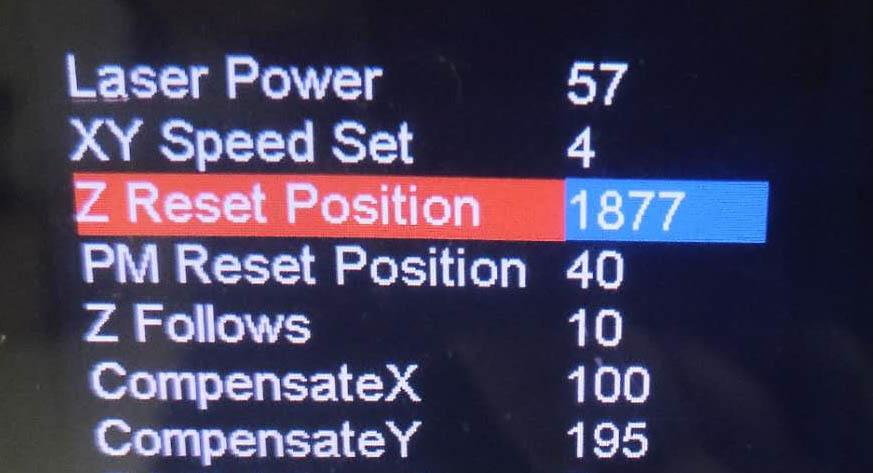 Laser Power 57
XY Speed Set 4
Z Reset Position 1877
PM Reset Position 40
Z Follows 10
CompensateX 100
CompensateY 195